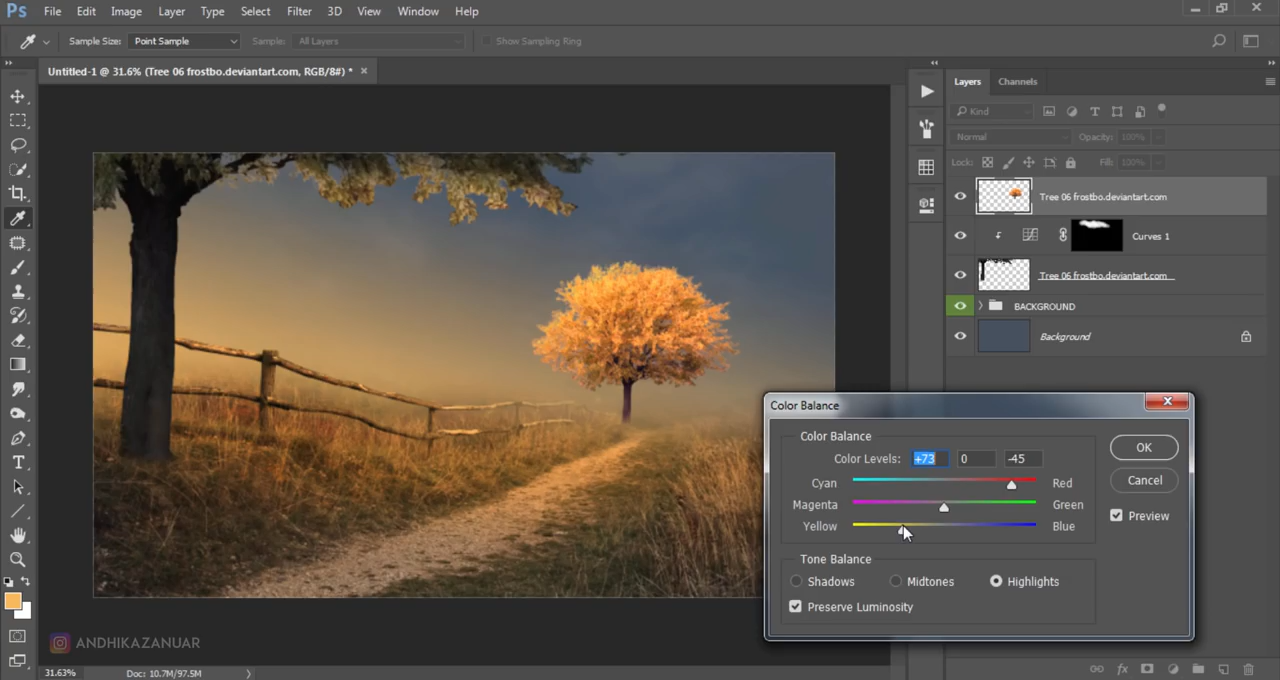 Ps File Edit Image Layer Type Select Filter 3D View Window Help
Sample Size: Point Sample Sample: All Layers Show Sampling Ring
Untitled-1 @ 31.6% (Tree 06 frostbo.deviantart.com, RGB/8#) * ×
Layers Channels
Kind
Normal Opacity: 100%
Lock: Fill: 100%
Tree 06 frostbo.deviantart.com
Curves 1
Tree 06 frostbo.deviantart.com
BACKGROUND
Background
Color Balance
Color Balance
Color Levels: +73 0 -45
Cyan Red
Magenta Green
Yellow Blue
OK
Cancel
Preview
Tone Balance
Shadows Midtones Highlights
Preserve Luminosity
ANDHIKAZANUAR
31.63% Doc: 10.7M/97.5M
fx